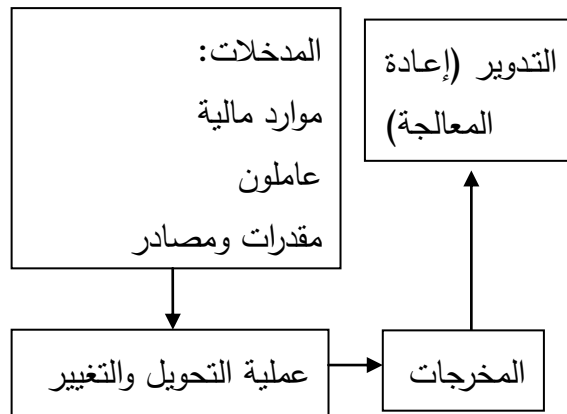 المدخلات:
موارد مالية
عاملون
مقدرات ومصادر
التدوير (إعادة
المعالجة)
عملية التحويل والتغيير
المخرجات